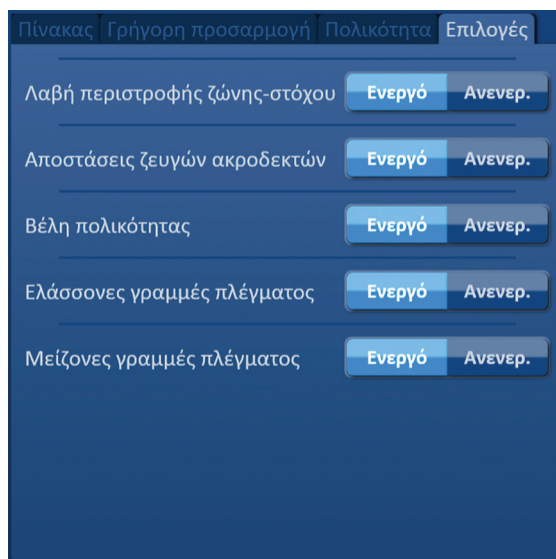 Πίνακας Γρήγορη προσαρμογή Πολικότητα Επιλογές
Λαβή περιστροφής ζώνης-στόχου Ενεργό Ανενερ.
Αποστάσεις ζευγών ακροδεκτών Ενεργό Ανενερ.
Βέλη πολικότητας Ενεργό Ανενερ.
Ελάσσονες γραμμές πλέγματος Ενεργό Ανενερ.
Μείζονες γραμμές πλέγματος Ενεργό Ανενερ.